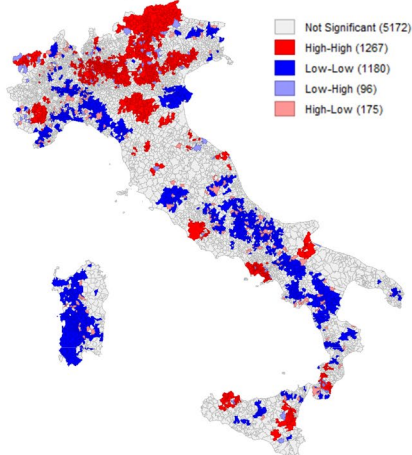 Not Significant (5172)
High-High (1267)
Low-Low (1180)
Low-High (96)
High-Low (175)